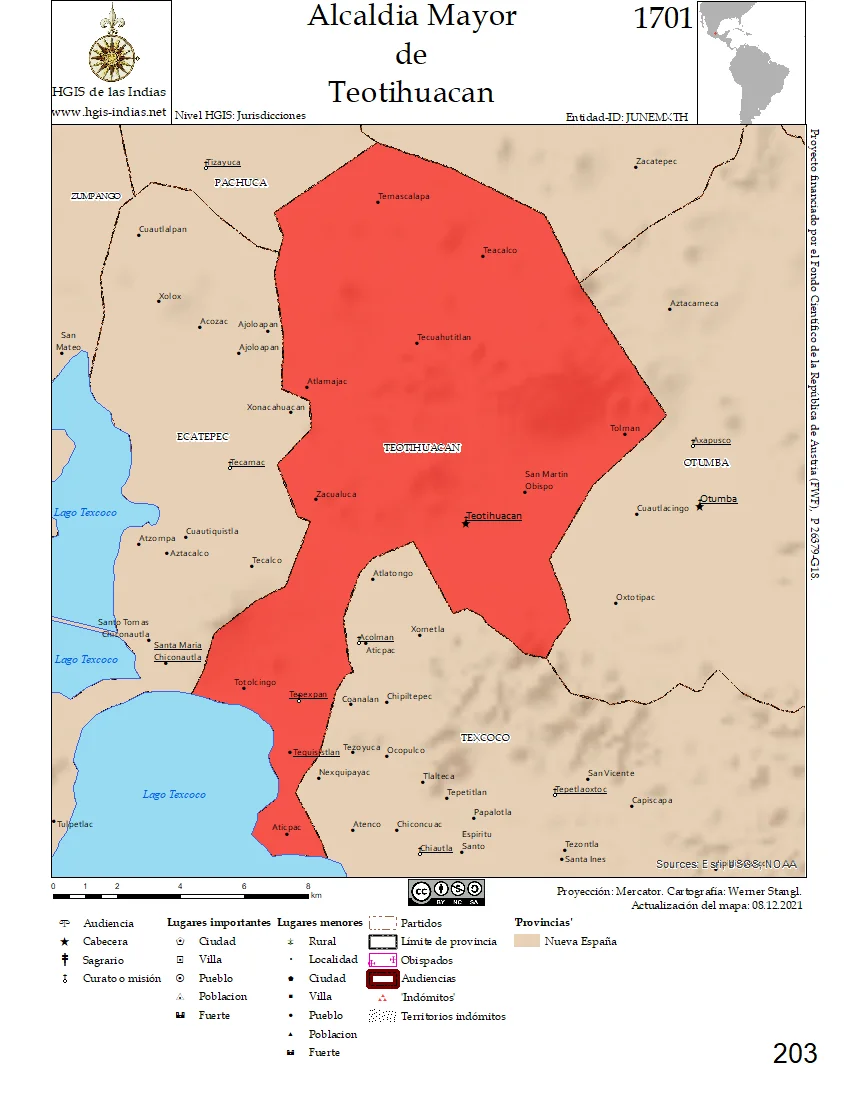 Alcaldia Mayor
de
Teotihuacan
1701
HGIS de las Indias
www.hgis-indias.net
Nivel HGIS: Jurisdicciones
Entidad-ID: JUNEMXTH
Proyecto financiado por el Fondo Científico de la República de Austria (FWF), P 26379-G18.
Tizayuca
PACHUCA
ZUMPANGO
Zacatepec
Temascalapa
Cuautlalpan
Teacalco
Xolox
Aztacameca
Acozac
Ajoloapan
San
Mateo
Ajoloapan
Tecuahutitlan
Atlamajac
Xonacahuacan
Tolman
ECATEPEC
TEOTIHUACAN
Axapusco
OTUMBA
Tecamac
San Martin
Obispo
Zacualuca
Otumba
Cuautlacingo
Lago Texcoco
Teotihuacan
Cuautiquistla
Atzompa
Aztacalco
Tecalco
Atlatongo
Oxtotipac
Santo Tomas
Chiconautla
Xometla
Acolman
Aticpac
Santa Maria
Chiconautla
Lago Texcoco
Totolcingo
Tepexpan
Coanalan
Chipiltepec
TEXCOCO
Tequisistlan
Tezoyuca
Ocopulco
Nexquipayac
Tlalteca
San Vicente
Tepetlaoxtoc
Lago Texcoco
Tepetitlan
Capiscapa
Papalotla
Tulpetlac
Aticpac
Atenco
Chiconcuac
Espiritu
Santo
Chiautla
Tezontla
Santa Ines
Sources: Esri, USGS, NOAA
0 1 2 4 6 8
km
CC BY NC SA
Proyección: Mercator. Cartografía: Werner Stangl.
Actualización del mapa: 08.12.2021
Audiencia
Cabecera
Sagrario
Curato o misión
Lugares importantes
Ciudad
Villa
Pueblo
Poblacion
Fuerte
Lugares menores
Rural
Localidad
Ciudad
Villa
Pueblo
Poblacion
Fuerte
Partidos
Límite de provincia
Obispados
Audiencias
'Indómitos'
Territorios indómitos
'Provincias'
Nueva España
203